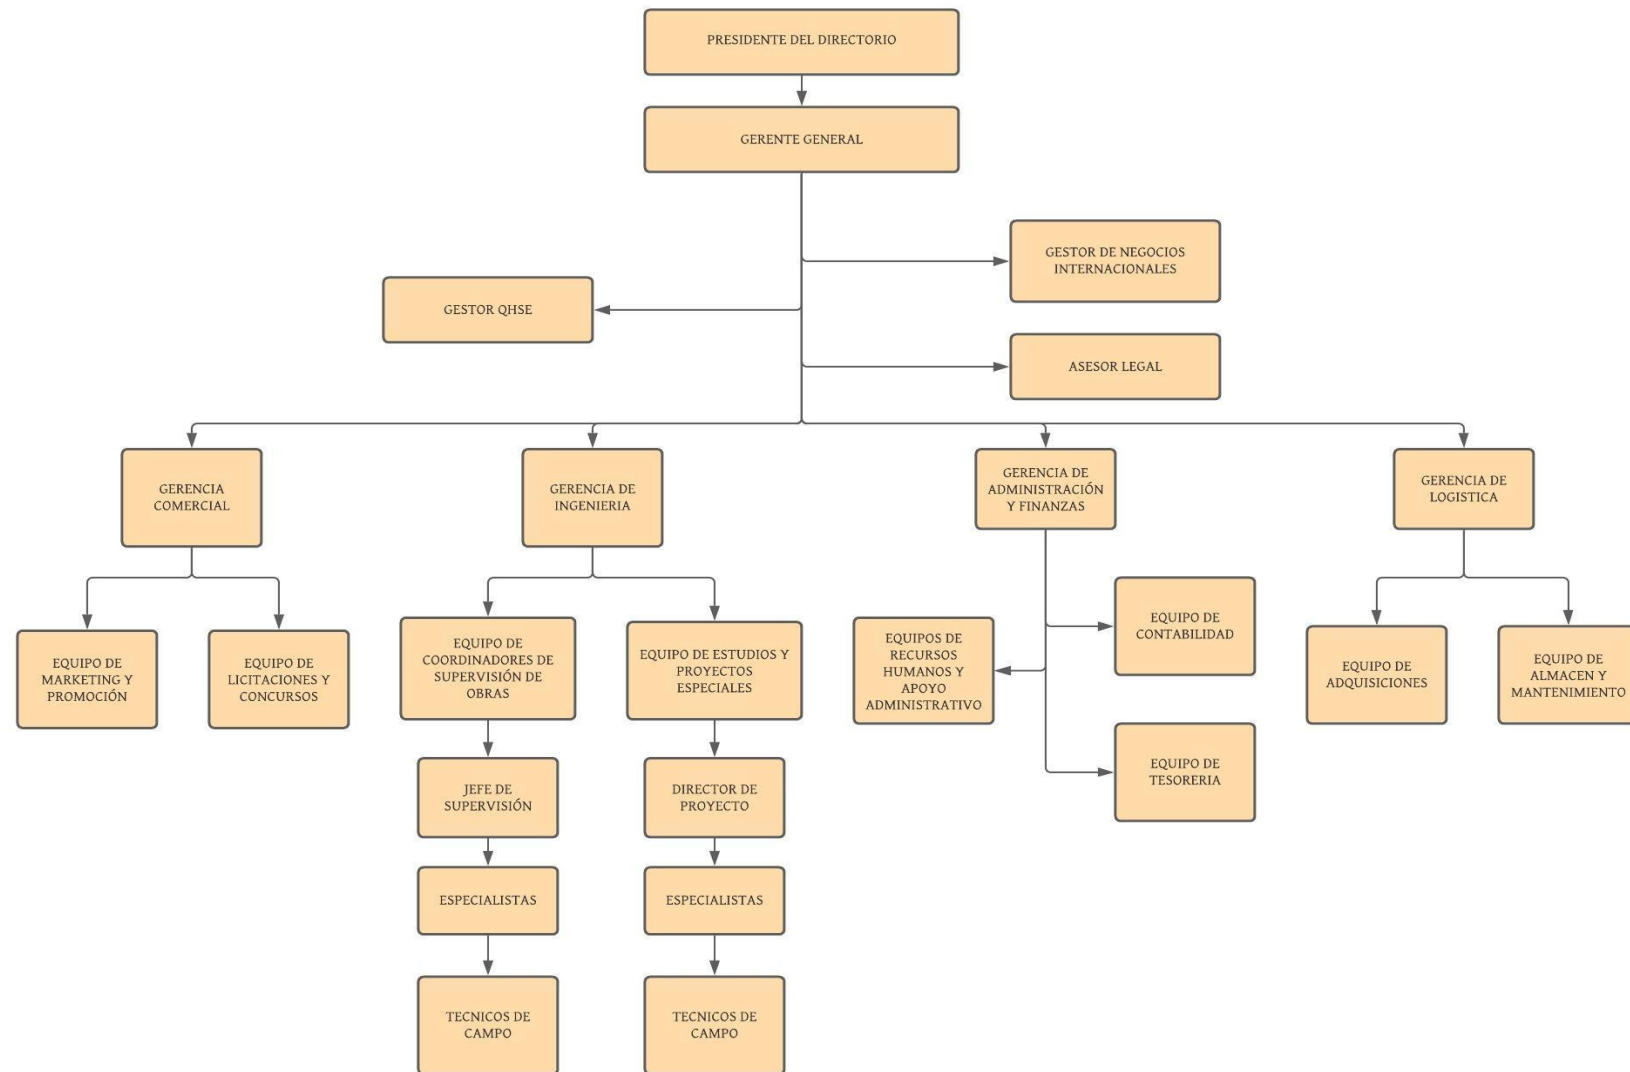 PRESIDENTE DEL DIRECTORIO
GERENTE GENERAL
GESTOR DE NEGOCIOS
INTERNACIONALES
GESTOR QHSE
ASESOR LEGAL
GERENCIA
COMERCIAL
GERENCIA DE
INGENIERIA
GERENCIA DE
ADMINISTRACIÓN
Y FINANZAS
GERENCIA DE
LOGISTICA
EQUIPO DE
MARKETING Y
PROMOCIÓN
EQUIPO DE
LICITACIONES Y
CONCURSOS
EQUIPO DE
COORDINADORES DE
SUPERVISIÓN DE
OBRAS
EQUIPO DE ESTUDIOS Y
PROYECTOS
ESPECIALES
EQUIPOS DE
RECURSOS
HUMANOS Y
APOYO
ADMINISTRATIVO
EQUIPO DE
CONTABILIDAD
EQUIPO DE
ADQUISICIONES
EQUIPO DE
ALMACEN Y
MANTENIMIENTO
JEFE DE
SUPERVISIÓN
DIRECTOR DE
PROYECTO
EQUIPO DE
TESORERIA
ESPECIALISTAS
ESPECIALISTAS
TECNICOS DE
CAMPO
TECNICOS DE
CAMPO